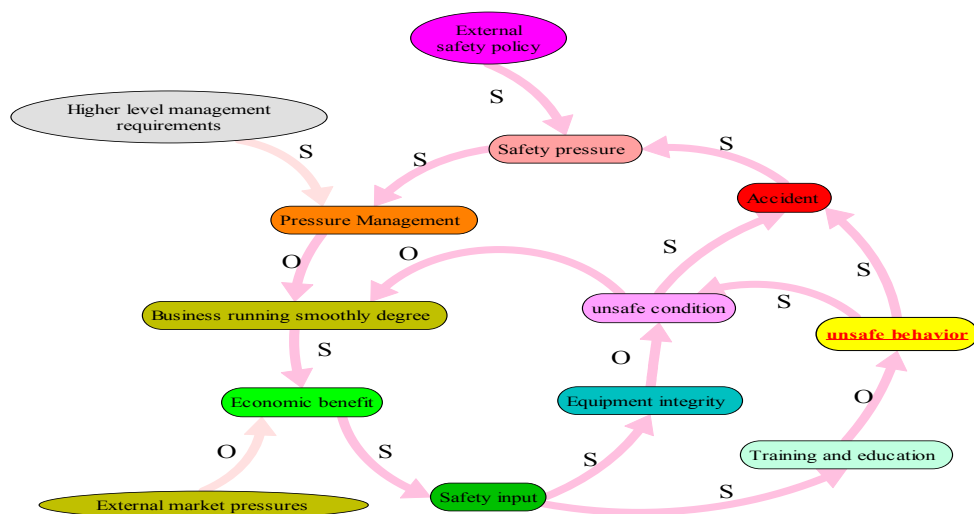 External
safety policy
S
Higher level management
requirements
S
Safety pressure
S
S
Accident
Pressure Management
O
O
S
S
S
Business running smoothly degree
unsafe condition
unsafe behavior
S
O
O
Economic benefit
Equipment integrity
O
S
S
Training and education
S
External market pressures
Safety input